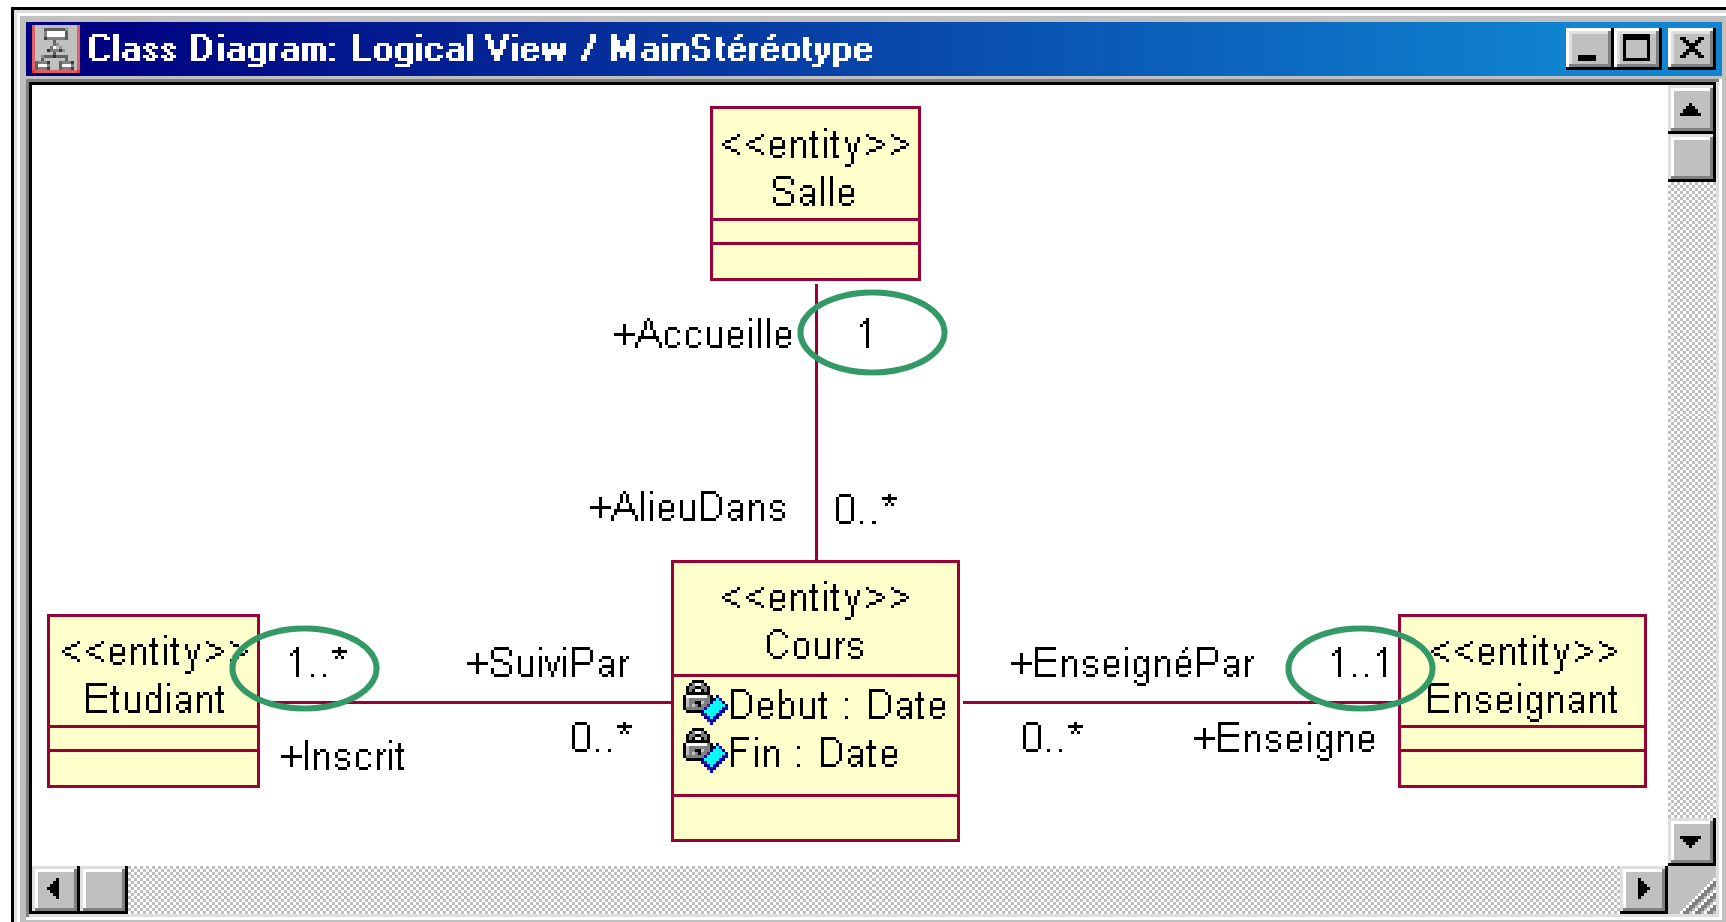 Class Diagram: Logical View / MainStéréotype
<<entity>>
Salle
+Accueille 1
+AlieuDans 0..*
<<entity>>
Cours
Debut : Date
Fin : Date
<<entity>>
Etudiant
1..* +SuiviPar
+Inscrit 0..*
+EnseignéPar 1..1
0..* +Enseigne
<<entity>>
Enseignant